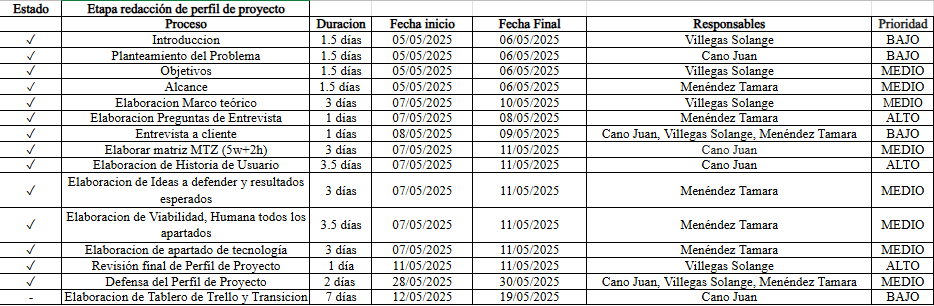 Estado Etapa redacción de perfil de proyecto
Proceso Duracion Fecha inicio Fecha Final Responsables Prioridad
✓ Introduccion 1.5 días 05/05/2025 06/05/2025 Villegas Solange BAJO
✓ Planteamiento del Problema 1.5 días 05/05/2025 06/05/2025 Cano Juan BAJO
✓ Objetivos 1.5 días 05/05/2025 06/05/2025 Villegas Solange MEDIO
✓ Alcance 1.5 días 05/05/2025 06/05/2025 Menéndez Tamara MEDIO
✓ Elaboracion Marco teórico 3 días 07/05/2025 10/05/2025 Villegas Solange MEDIO
✓ Elaboracion Preguntas de Entrevista 1 días 07/05/2025 08/05/2025 Menéndez Tamara ALTO
✓ Entrevista a cliente 1 días 08/05/2025 09/05/2025 Cano Juan, Villegas Solange, Menéndez Tamara BAJO
✓ Elaborar matriz MTZ (5w+2h) 3 días 07/05/2025 11/05/2025 Cano Juan MEDIO
✓ Elaboracion de Historia de Usuario 3.5 días 07/05/2025 11/05/2025 Cano Juan ALTO
✓ Elaboracion de Ideas a defender y resultados
esperados 3 días 07/05/2025 11/05/2025 Menéndez Tamara MEDIO
✓ Elaboracion de Viabilidad, Humana todos los
apartados 3.5 días 07/05/2025 11/05/2025 Menéndez Tamara MEDIO
✓ Elaboracion de apartado de tecnología 3 días 07/05/2025 11/05/2025 Menéndez Tamara MEDIO
✓ Revisión final de Perfil de Proyecto 1 día 11/05/2025 11/05/2025 Villegas Solange ALTO
✓ Defensa del Perfil de Proyecto 2 días 28/05/2025 30/05/2025 Cano Juan, Villegas Solange, Menéndez Tamara MEDIO
- Elaboracion de Tablero de Trello y Transicion 7 días 12/05/2025 19/05/2025 Cano Juan BAJO